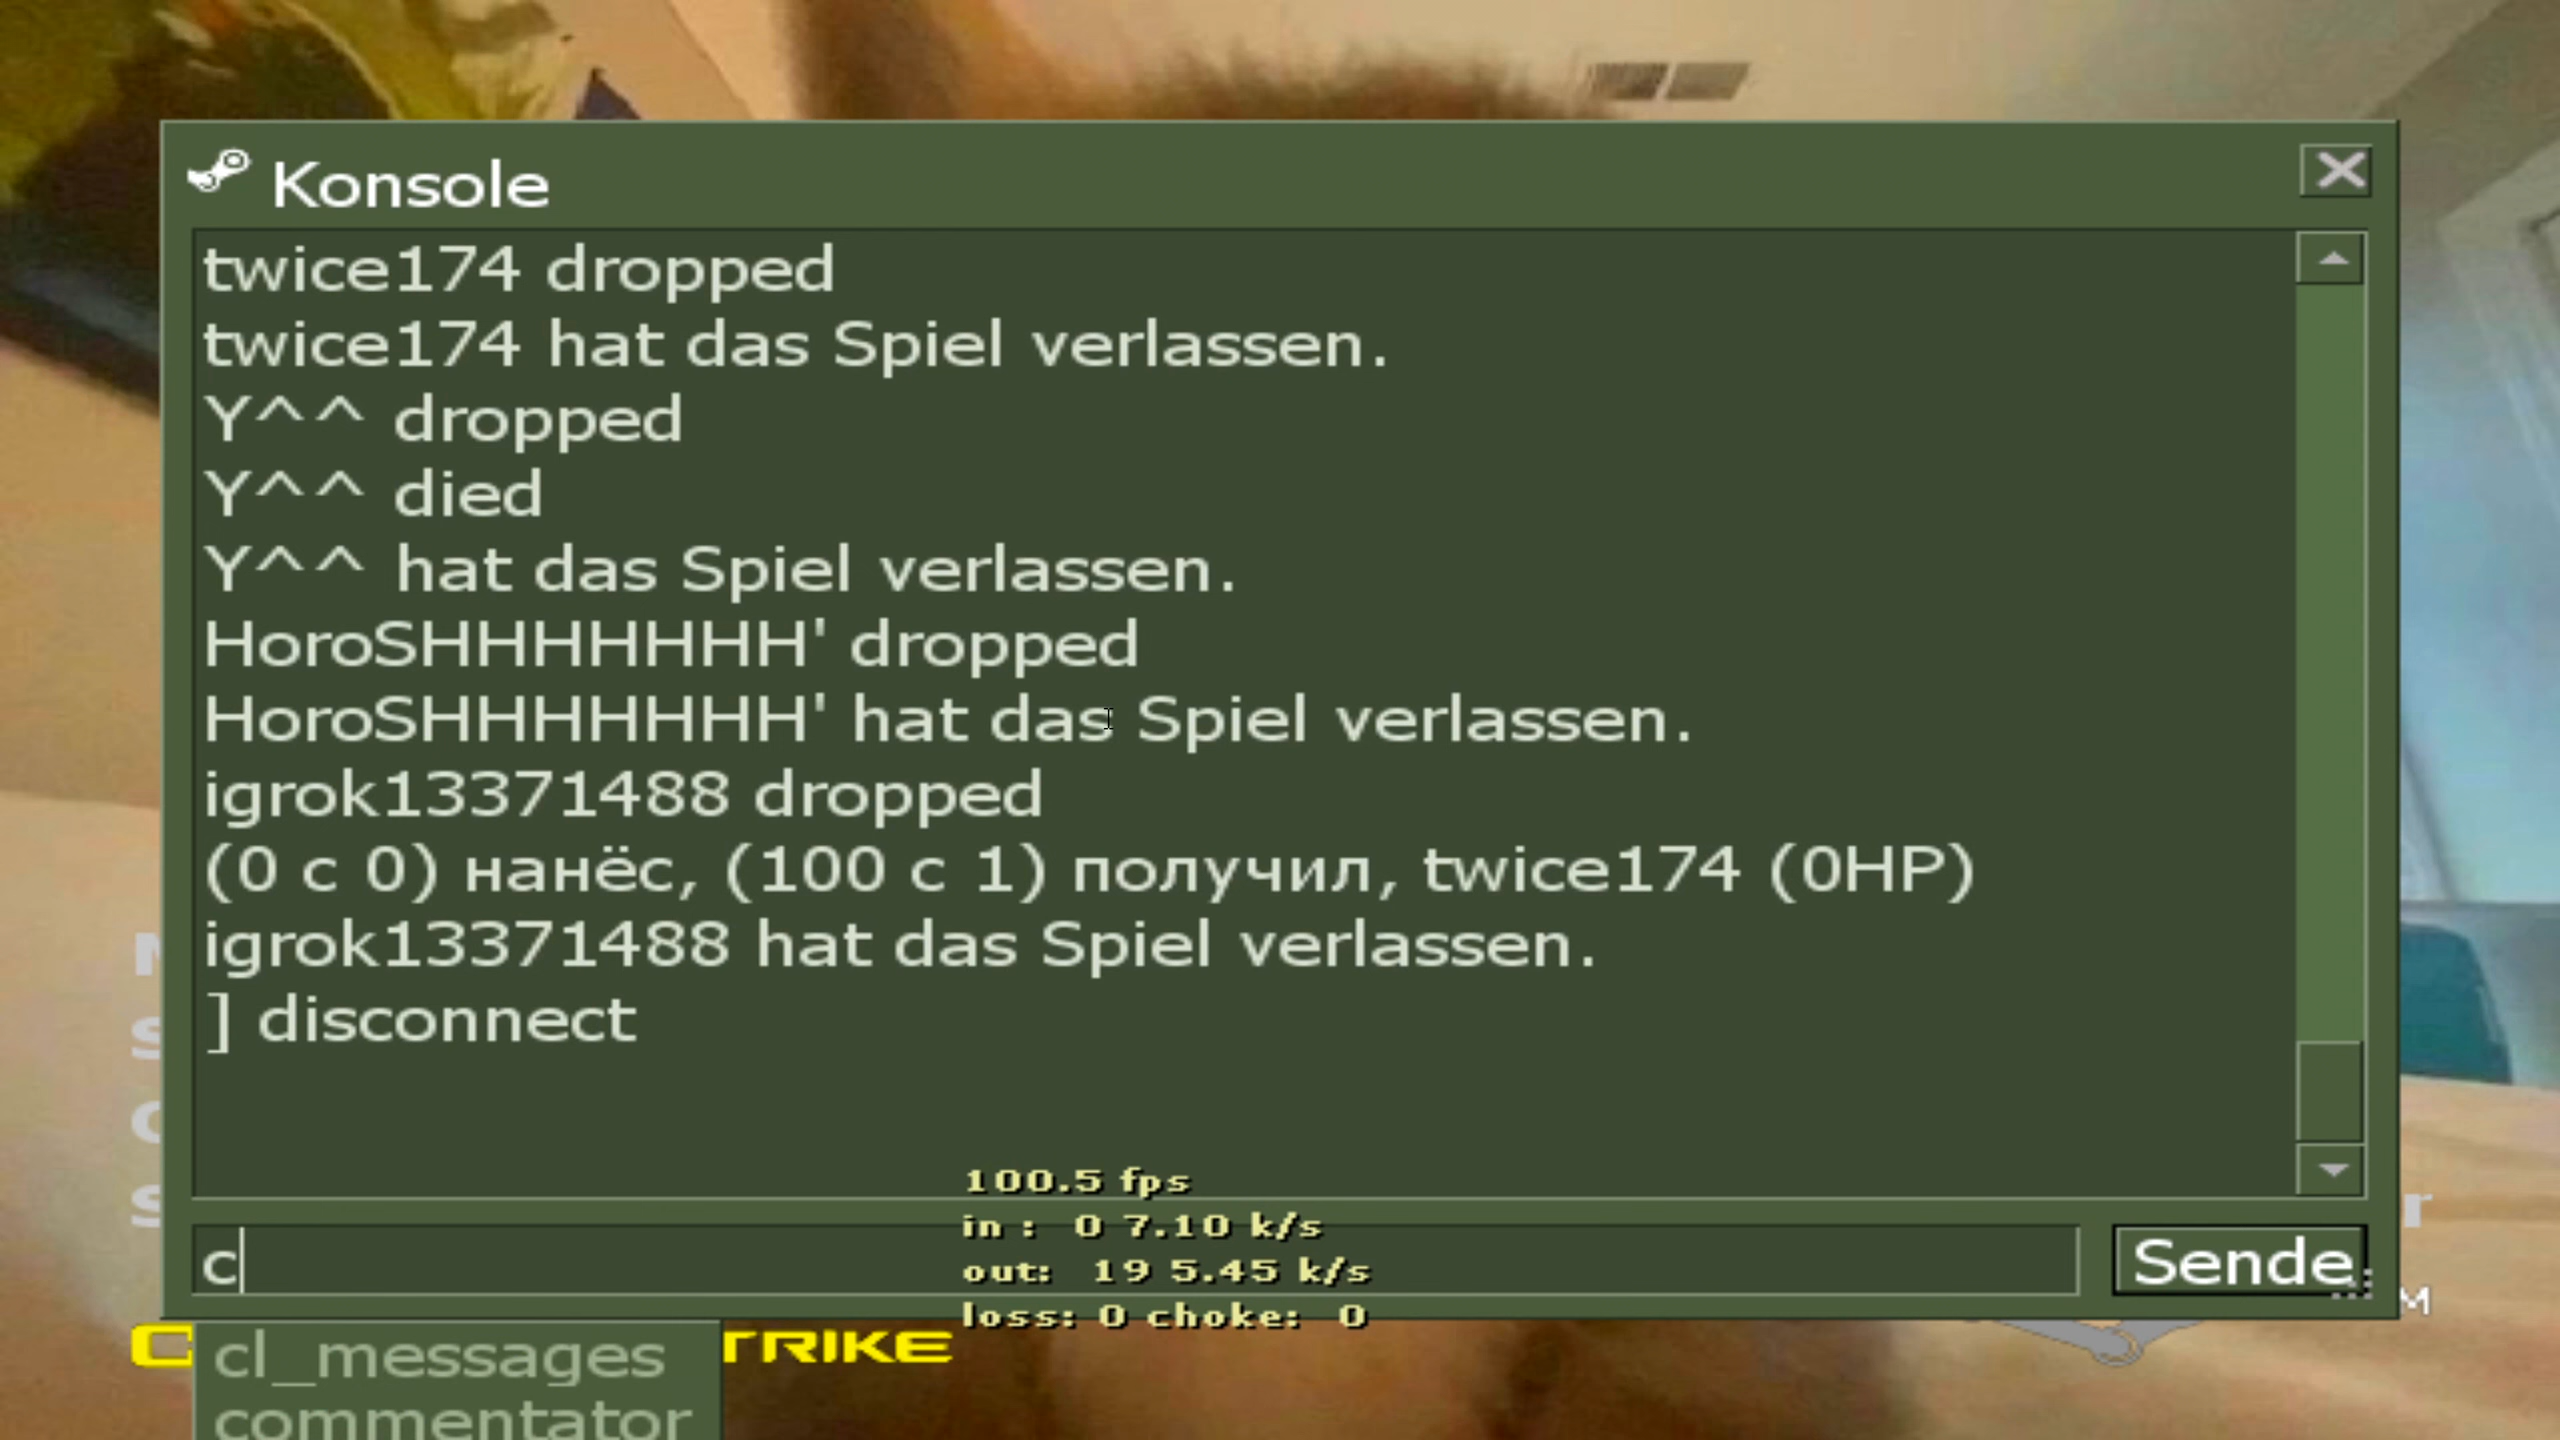 Konsole
twice174 dropped
twice174 hat das Spiel verlassen.
Y^^ dropped
Y^^ died
Y^^ hat das Spiel verlassen.
HoroSHHHHHHH' dropped
HoroSHHHHHHH' hat das Spiel verlassen.
igrok13371488 dropped
(0 с 0) нанёс, (100 с 1) получил, twice174 (0HP)
igrok13371488 hat das Spiel verlassen.
] disconnect
100.5 fps
in : 0 7.10 k/s
c
Sende
out: 19 5.45 k/s
loss: 0 choke: 0
TRIKE
cl_messages
commentator